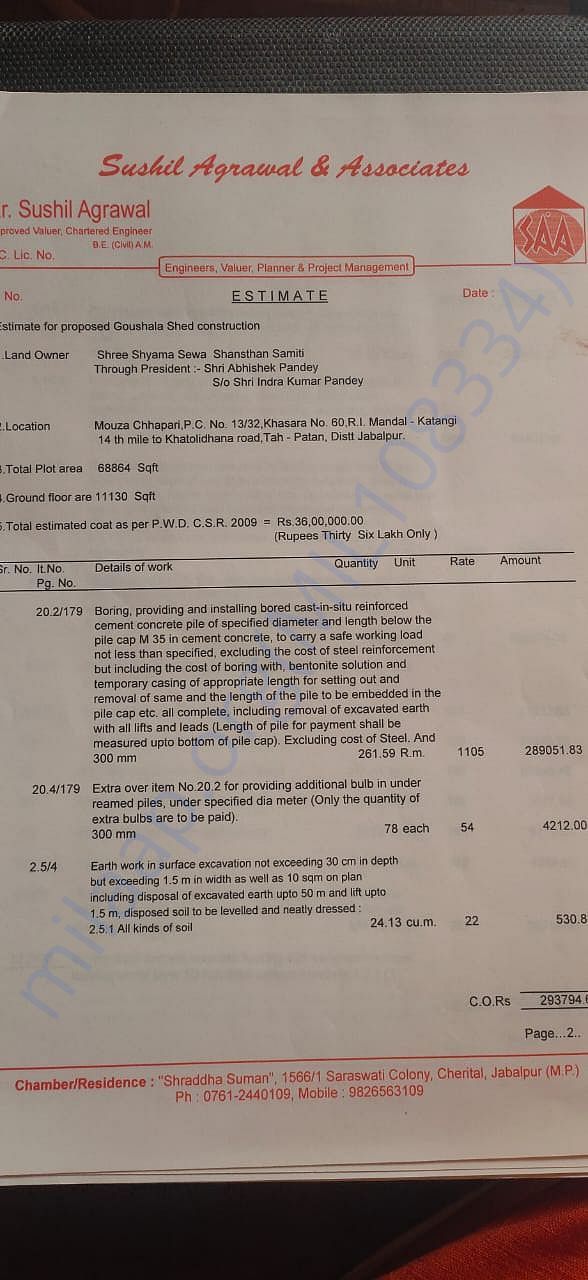 Sushil Agrawal & Associates
r. Sushil Agrawal
proved Valuer, Chartered Engineer
B.E. (Civil) A.M.
C. Lic. No.
SAA
Engineers, Valuer, Planner & Project Management
No.
ESTIMATE
Date :
Estimate for proposed Goushala Shed construction
.Land Owner Shree Shyama Sewa Shansthan Samiti
Through President :- Shri Abhishek Pandey
S/o Shri Indra Kumar Pandey
2.Location Mouza Chhapari,P.C. No. 13/32,Khasara No. 60,R.I. Mandal - Katangi
14 th mile to Khatolidhana road,Tah - Patan, Distt Jabalpur.
3.Total Plot area 68864 Sqft
4.Ground floor are 11130 Sqft
5.Total estimated coat as per P.W.D. C.S.R. 2009 = Rs.36,00,000.00
(Rupees Thirty Six Lakh Only )
Sr. No. It.No. Details of work Quantity Unit Rate Amount
Pg. No.
20.2/179 Boring, providing and installing bored cast-in-situ reinforced
cement concrete pile of specified diameter and length below the
pile cap M 35 in cement concrete, to carry a safe working load
not less than specified, excluding the cost of steel reinforcement
but including the cost of boring with, bentonite solution and
temporary casing of appropriate length for setting out and
removal of same and the length of the pile to be embedded in the
pile cap etc. all complete, including removal of excavated earth
with all lifts and leads (Length of pile for payment shall be
measured upto bottom of pile cap). Excluding cost of Steel. And
300 mm 261.59 R.m. 1105 289051.83
20.4/179 Extra over item No.20.2 for providing additional bulb in under
reamed piles, under specified dia meter (Only the quantity of
extra bulbs are to be paid).
300 mm 78 each 54 4212.00
2.5/4 Earth work in surface excavation not exceeding 30 cm in depth
but exceeding 1.5 m in width as well as 10 sqm on plan
including disposal of excavated earth upto 50 m and lift upto
1.5 m, disposed soil to be levelled and neatly dressed :
2.5.1 All kinds of soil 24.13 cu.m. 22 530.8
C.O.Rs 293794.6
Page...2..
Chamber/Residence : "Shraddha Suman", 1566/1 Saraswati Colony, Cherital, Jabalpur (M.P.)
Ph : 0761-2440109, Mobile : 9826563109